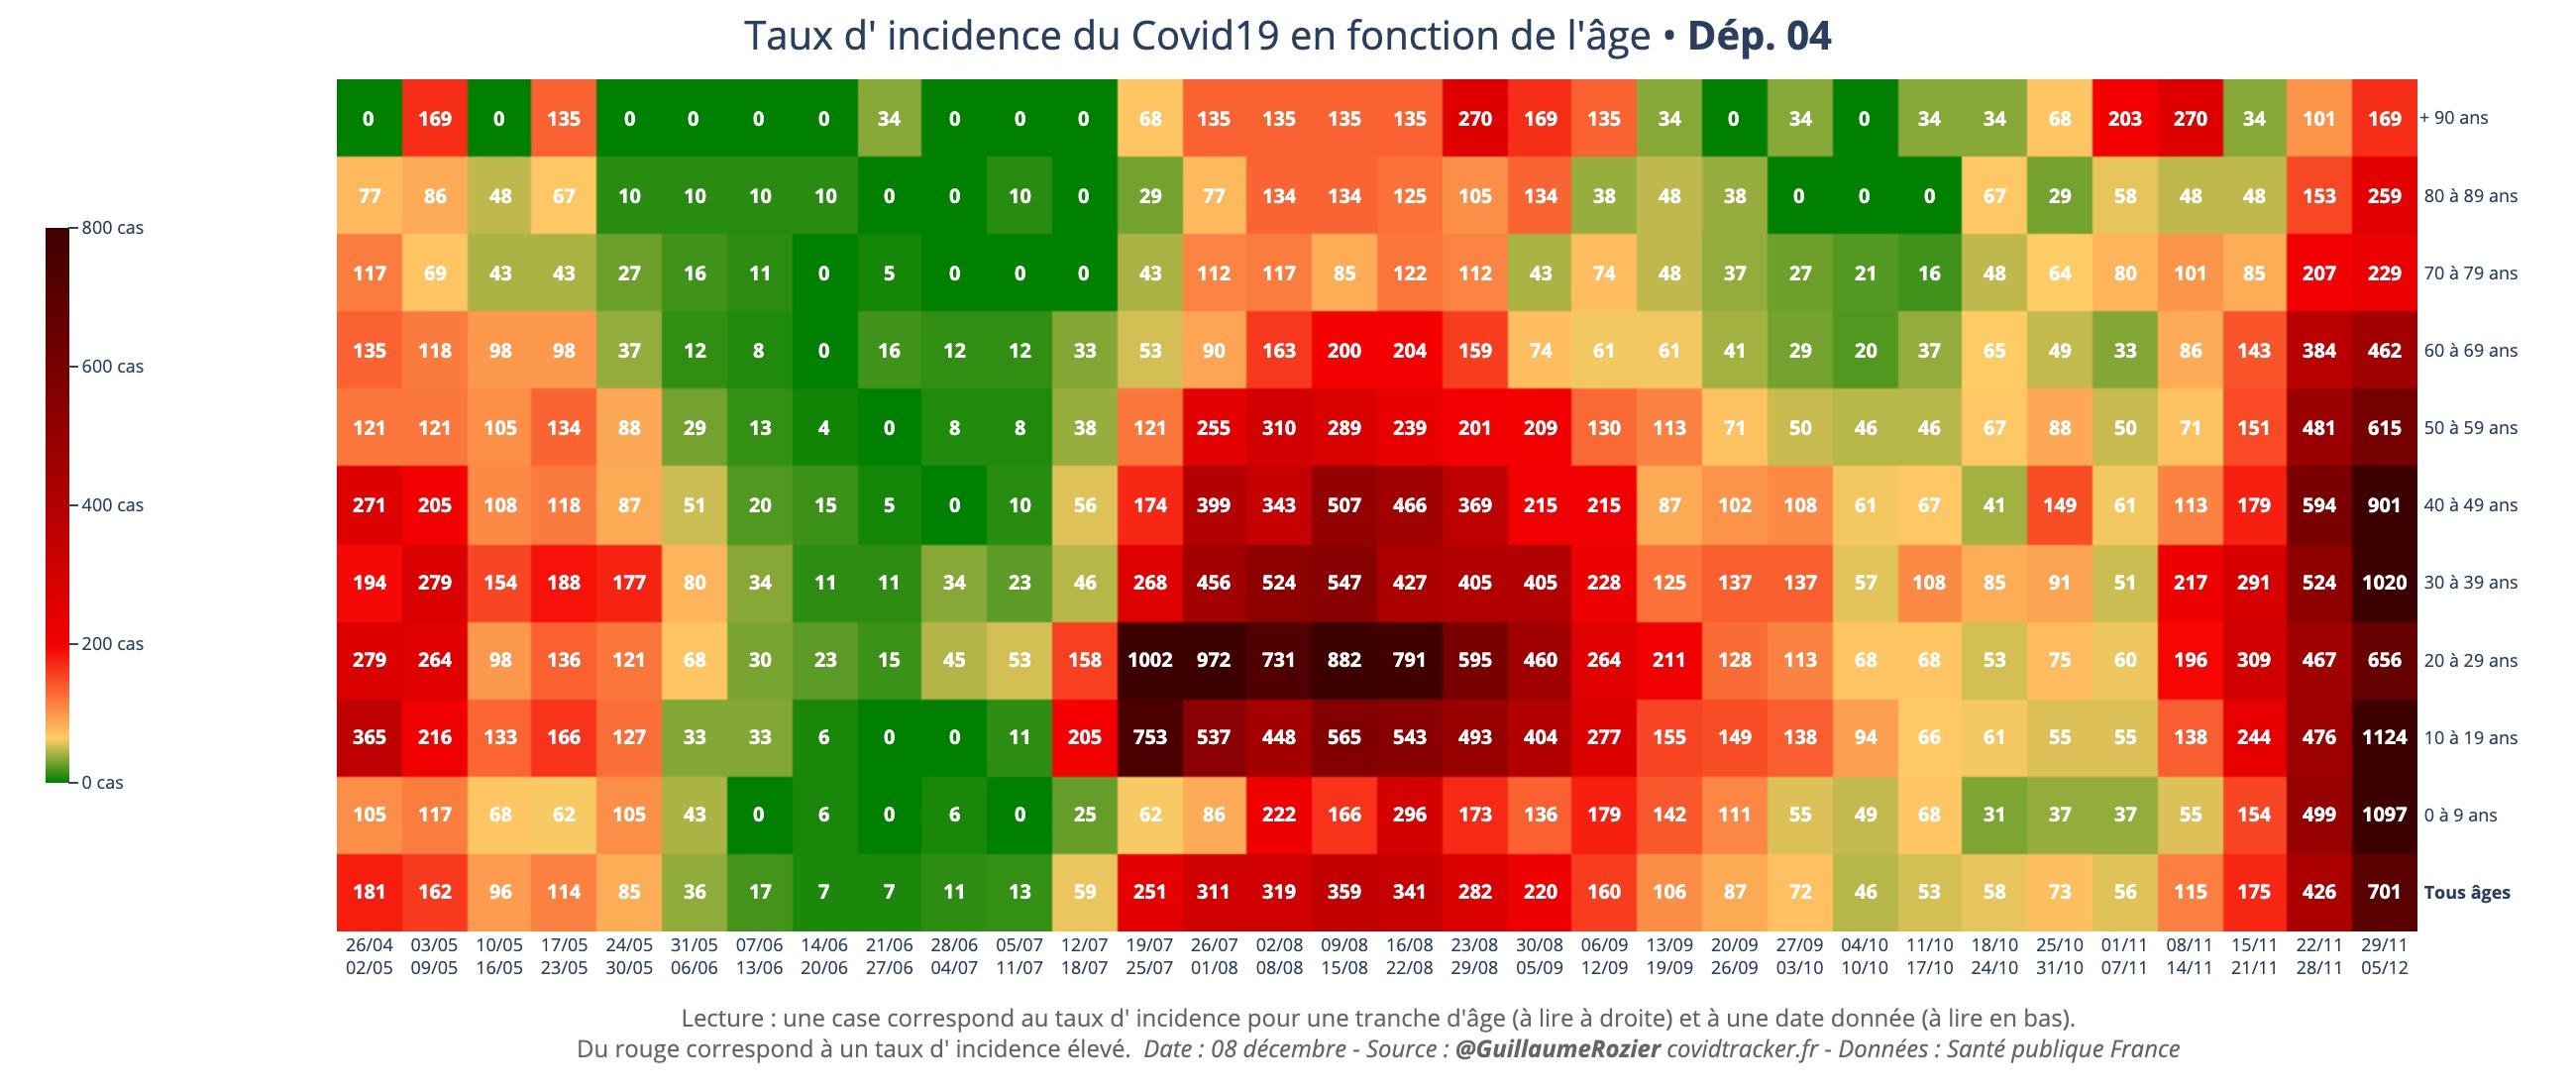 Taux d' incidence du Covid19 en fonction de l'âge • Dép. 04
0 169 0 135 0 0 0 0 34 0 0 0 68 135 135 135 135 270 169 135 34 0 34 0 34 34 68 203 270 34 101 169 + 90 ans
77 86 48 67 10 10 10 10 0 0 10 0 29 77 134 134 125 105 134 38 48 38 0 0 0 67 29 58 48 48 153 259 80 à 89 ans
800 cas
117 69 43 43 27 16 11 0 5 0 0 0 43 112 117 85 122 112 43 74 48 37 27 21 16 48 64 80 101 85 207 229 70 à 79 ans
135 118 98 98 37 12 8 0 16 12 12 33 53 90 163 200 204 159 74 61 61 41 29 20 37 65 49 33 86 143 384 462 60 à 69 ans
600 cas
121 121 105 134 88 29 13 4 0 8 8 38 121 255 310 289 239 201 209 130 113 71 50 46 46 67 88 50 71 151 481 615 50 à 59 ans
400 cas
271 205 108 118 87 51 20 15 5 0 10 56 174 399 343 507 466 369 215 215 87 102 108 61 67 41 149 61 113 179 594 901 40 à 49 ans
194 279 154 188 177 80 34 11 11 34 23 46 268 456 524 547 427 405 405 228 125 137 137 57 108 85 91 51 217 291 524 1020 30 à 39 ans
200 cas
279 264 98 136 121 68 30 23 15 45 53 158 1002 972 731 882 791 595 460 264 211 128 113 68 68 53 75 60 196 309 467 656 20 à 29 ans
365 216 133 166 127 33 33 6 0 0 11 205 753 537 448 565 543 493 404 277 155 149 138 94 66 61 55 55 138 244 476 1124 10 à 19 ans
0 cas
105 117 68 62 105 43 0 6 0 6 0 25 62 86 222 166 296 173 136 179 142 111 55 49 68 31 37 37 55 154 499 1097 0 à 9 ans
181 162 96 114 85 36 17 7 7 11 13 59 251 311 319 359 341 282 220 160 106 87 72 46 53 58 73 56 115 175 426 701 Tous âges
26/04 03/05 10/05 17/05 24/05 31/05 07/06 14/06 21/06 28/06 05/07 12/07 19/07 26/07 02/08 09/08 16/08 23/08 30/08 06/09 13/09 20/09 27/09 04/10 11/10 18/10 25/10 01/11 08/11 15/11 22/11 29/11
02/05 09/05 16/05 23/05 30/05 06/06 13/06 20/06 27/06 04/07 11/07 18/07 25/07 01/08 08/08 15/08 22/08 29/08 05/09 12/09 19/09 26/09 03/10 10/10 17/10 24/10 31/10 07/11 14/11 21/11 28/11 05/12
Lecture : une case correspond au taux d' incidence pour une tranche d'âge (à lire à droite) et à une date donnée (à lire en bas).
Du rouge correspond à un taux d' incidence élevé. Date : 08 décembre - Source : @GuillaumeRozier covidtracker.fr - Données : Santé publique France